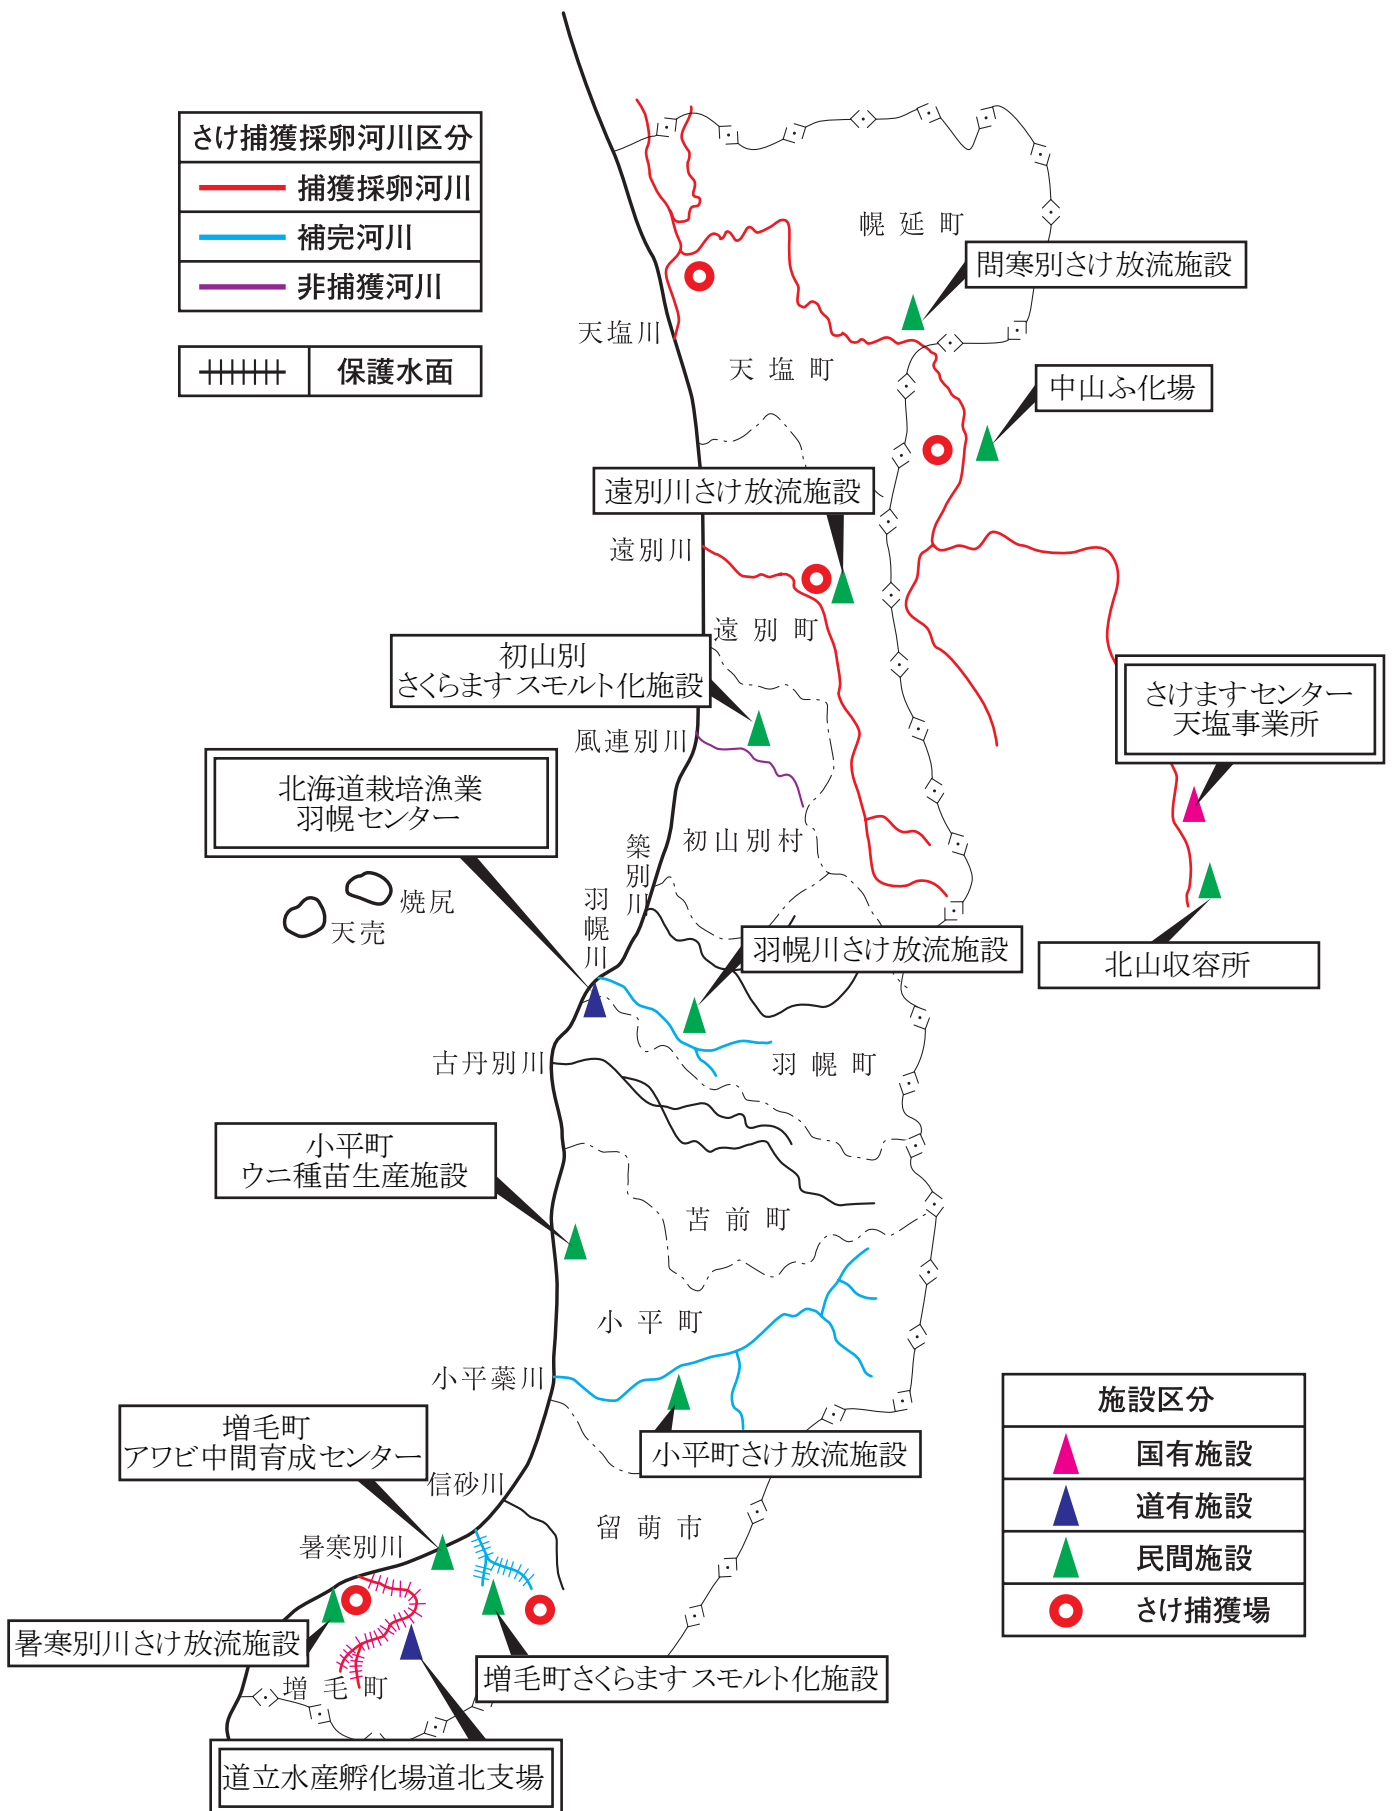 さけ捕獲採卵河川区分
捕獲採卵河川
補完河川
非捕獲河川
保護水面
幌延町
問寒別さけ放流施設
天塩川
天塩町
中山ふ化場
遠別川さけ放流施設
遠別川
遠別町
初山別
さくらますスモルト化施設
さけますセンター
天塩事業所
風連別川
北海道栽培漁業
羽幌センター
初山別村
築別川
羽幌川
焼尻
天売
羽幌川さけ放流施設
北山収容所
古丹別川
羽幌町
小平町
ウニ種苗生産施設
苫前町
小平町
小平蘂川
増毛町
アワビ中間育成センター
小平町さけ放流施設
信砂川
留萌市
暑寒別川
暑寒別川さけ放流施設
増毛町さくらますスモルト化施設
増毛町
道立水産孵化場道北支場
施設区分
国有施設
道有施設
民間施設
さけ捕獲場